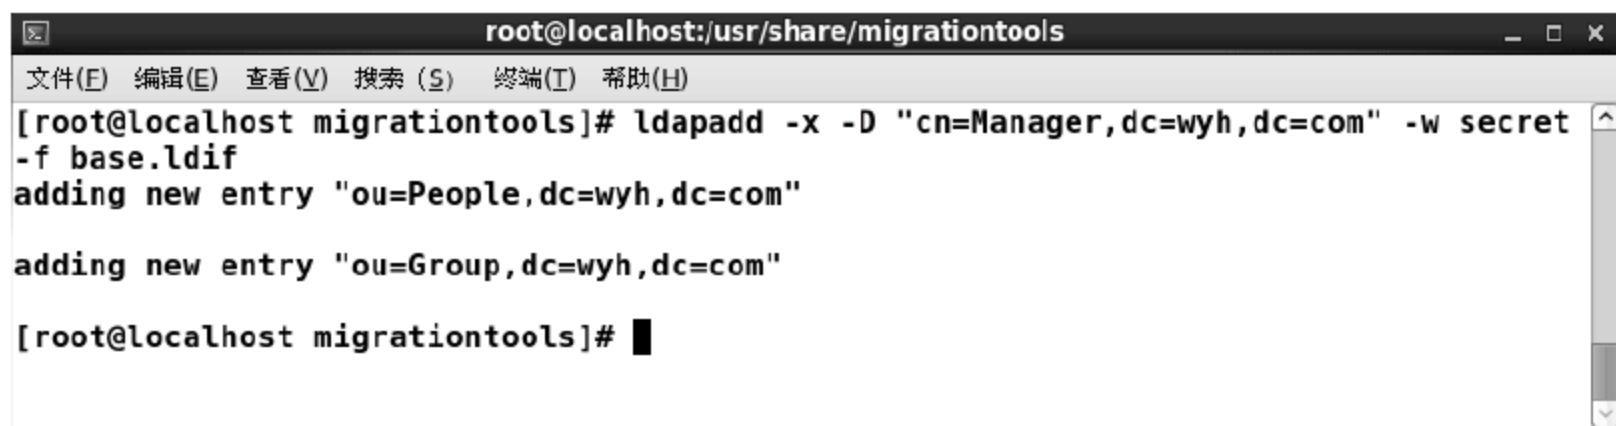 root@localhost:/usr/share/migrationtools
文件(F) 编辑(E) 查看(V) 搜索 (S) 终端(T) 帮助(H)
[root@localhost migrationtools]# ldapadd -x -D "cn=Manager,dc=wyh,dc=com" -w secret
-f base.ldif
adding new entry "ou=People,dc=wyh,dc=com"
adding new entry "ou=Group,dc=wyh,dc=com"
[root@localhost migrationtools]#